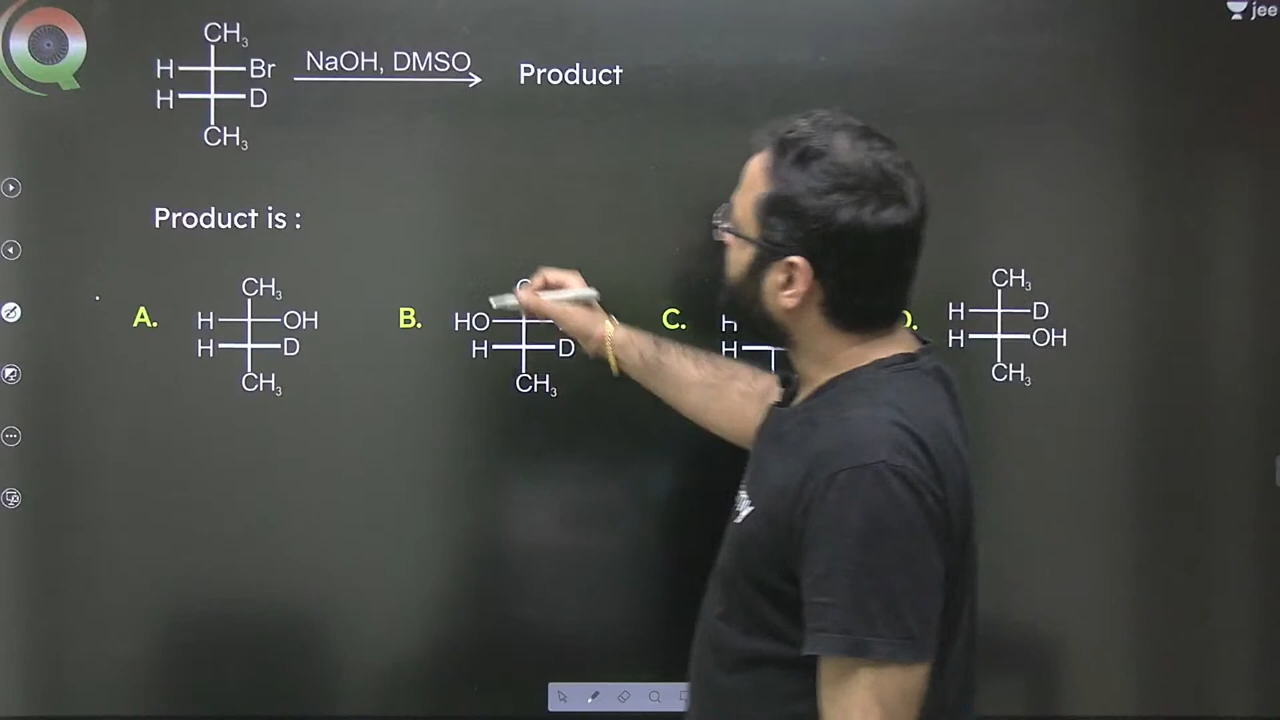 jee
CH₃
H Br
H D
CH₃
NaOH, DMSO
Product
Product is :
A.
CH₃
H OH
H D
CH₃
B.
HO
H D
CH₃
C.
H
H
D.
CH₃
H D
H OH
CH₃